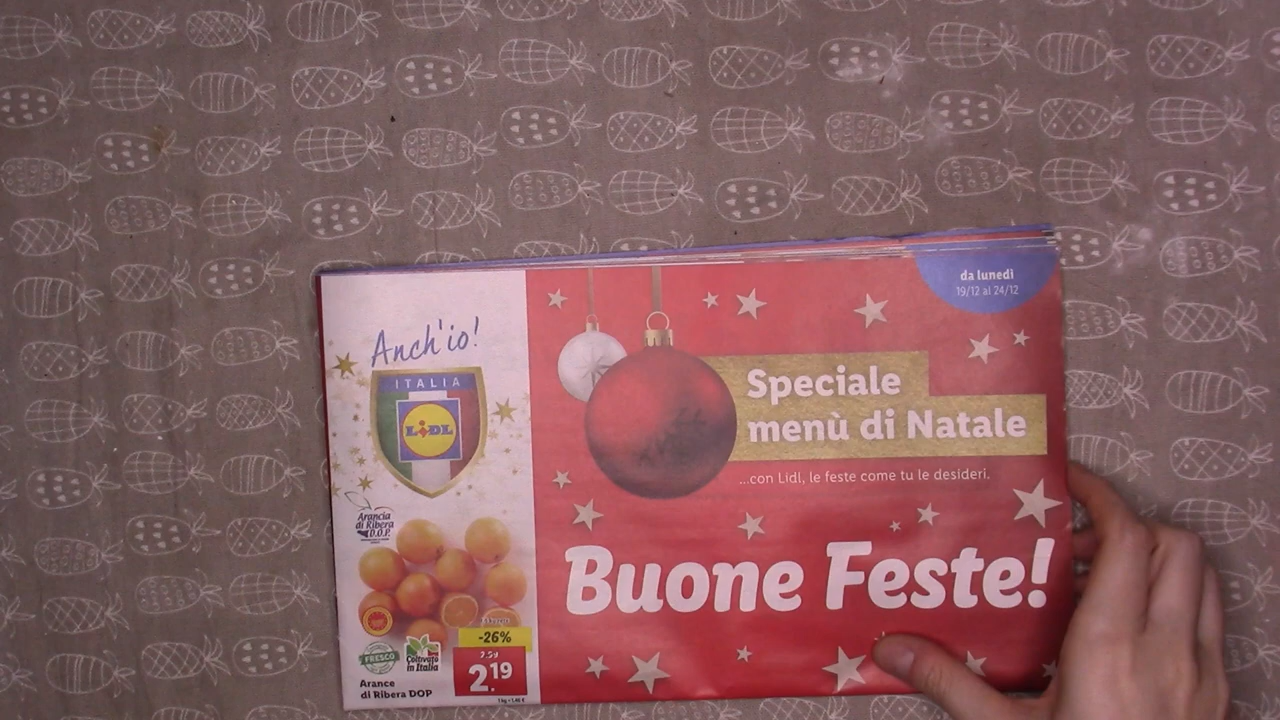 Anch'io!
ITALIA
LIDL
Arancia
di Ribera
D.O.P.
FRESCO
Coltivato
in Italia
-26%
2.19
Arance
di Ribera DOP
da lunedì
19/12 al 24/12
Speciale
menù di Natale
...con Lidl, le feste come tu le desideri.
Buone Feste!